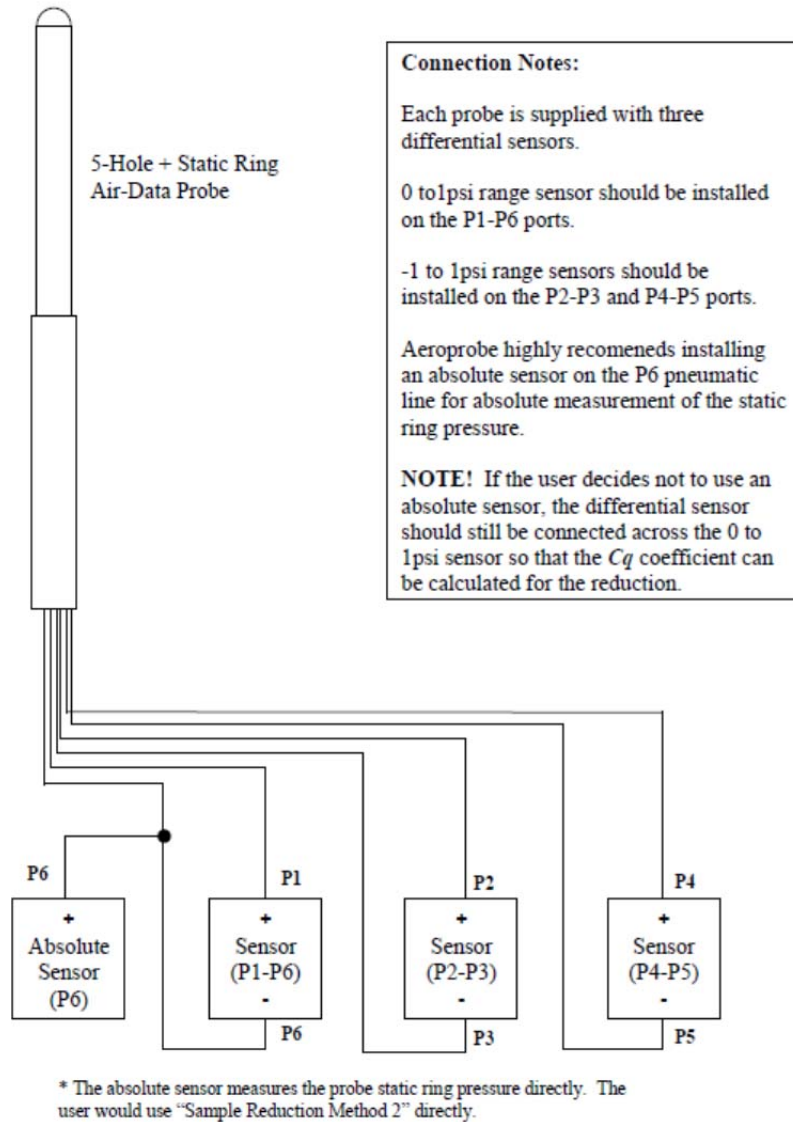 5-Hole + Static Ring
Air-Data Probe
Connection Notes:
Each probe is supplied with three
differential sensors.
0 to1psi range sensor should be installed
on the P1-P6 ports.
-1 to 1psi range sensors should be
installed on the P2-P3 and P4-P5 ports.
Aeroprobe highly recomeneds installing
an absolute sensor on the P6 pneumatic
line for absolute measurement of the static
ring pressure.
NOTE! If the user decides not to use an
absolute sensor, the differential sensor
should still be connected across the 0 to
1psi sensor so that the Cq coefficient can
be calculated for the reduction.
P6
+
Absolute
Sensor
(P6)
P1
+
Sensor
(P1-P6)
-
P6
P2
+
Sensor
(P2-P3)
-
P3
P4
+
Sensor
(P4-P5)
-
P5
* The absolute sensor measures the probe static ring pressure directly. The
user would use “Sample Reduction Method 2” directly.